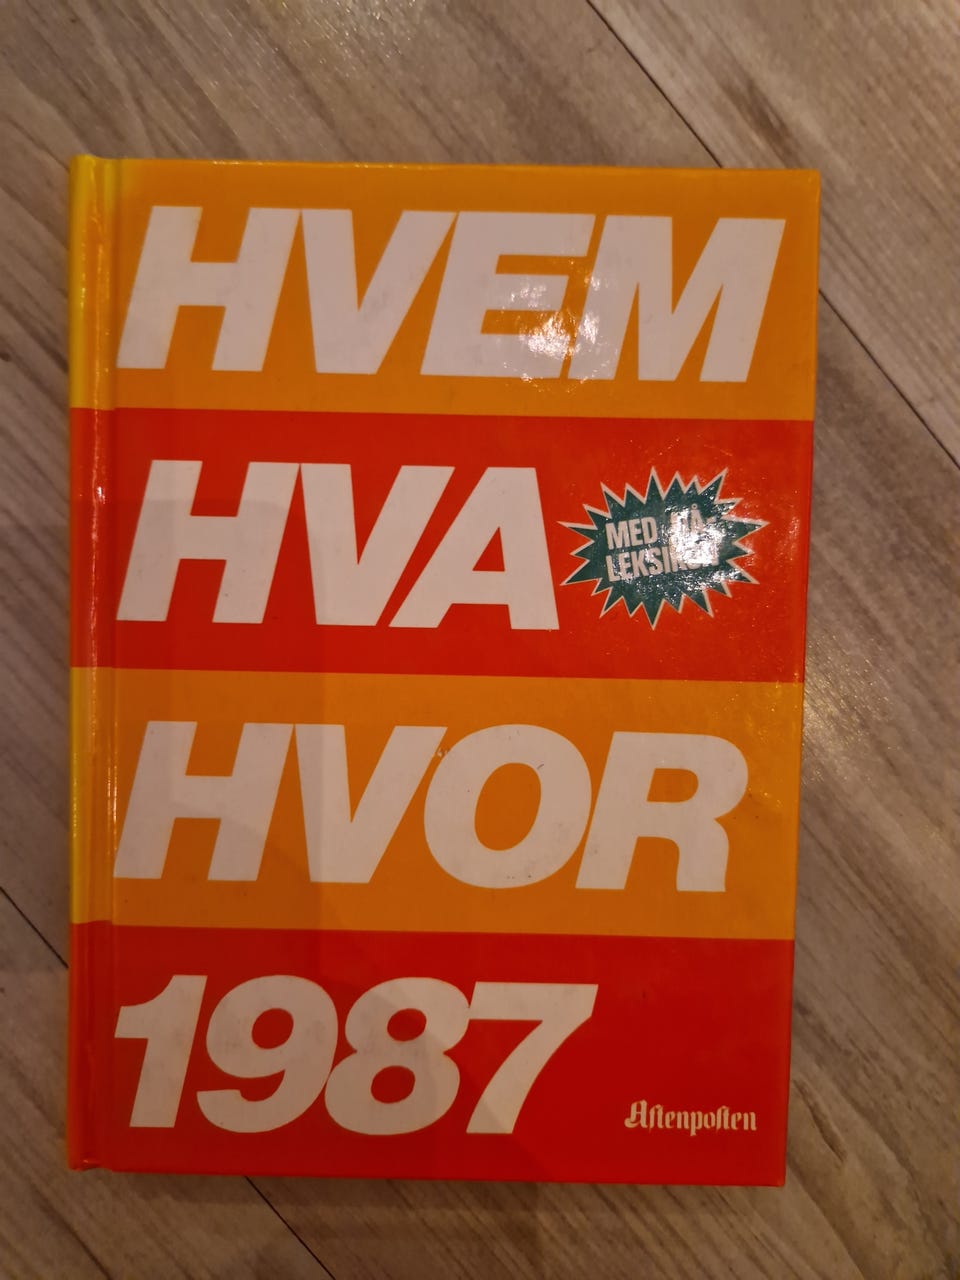 HVEM
HVA
MED
HVOR
1987
Aftenposten